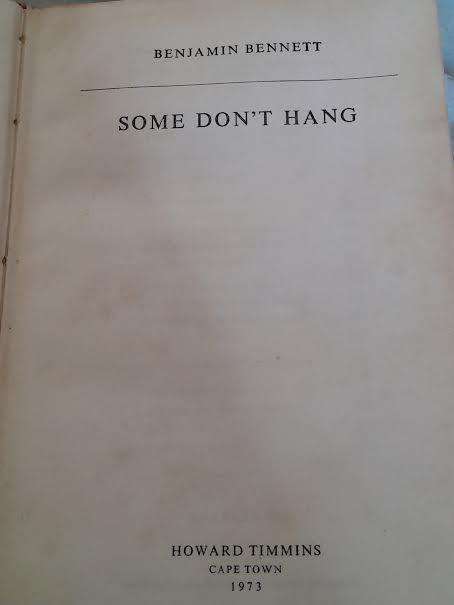 BENJAMIN BENNETT
SOME DON'T HANG
HOWARD TIMMINS
CAPE TOWN
1973